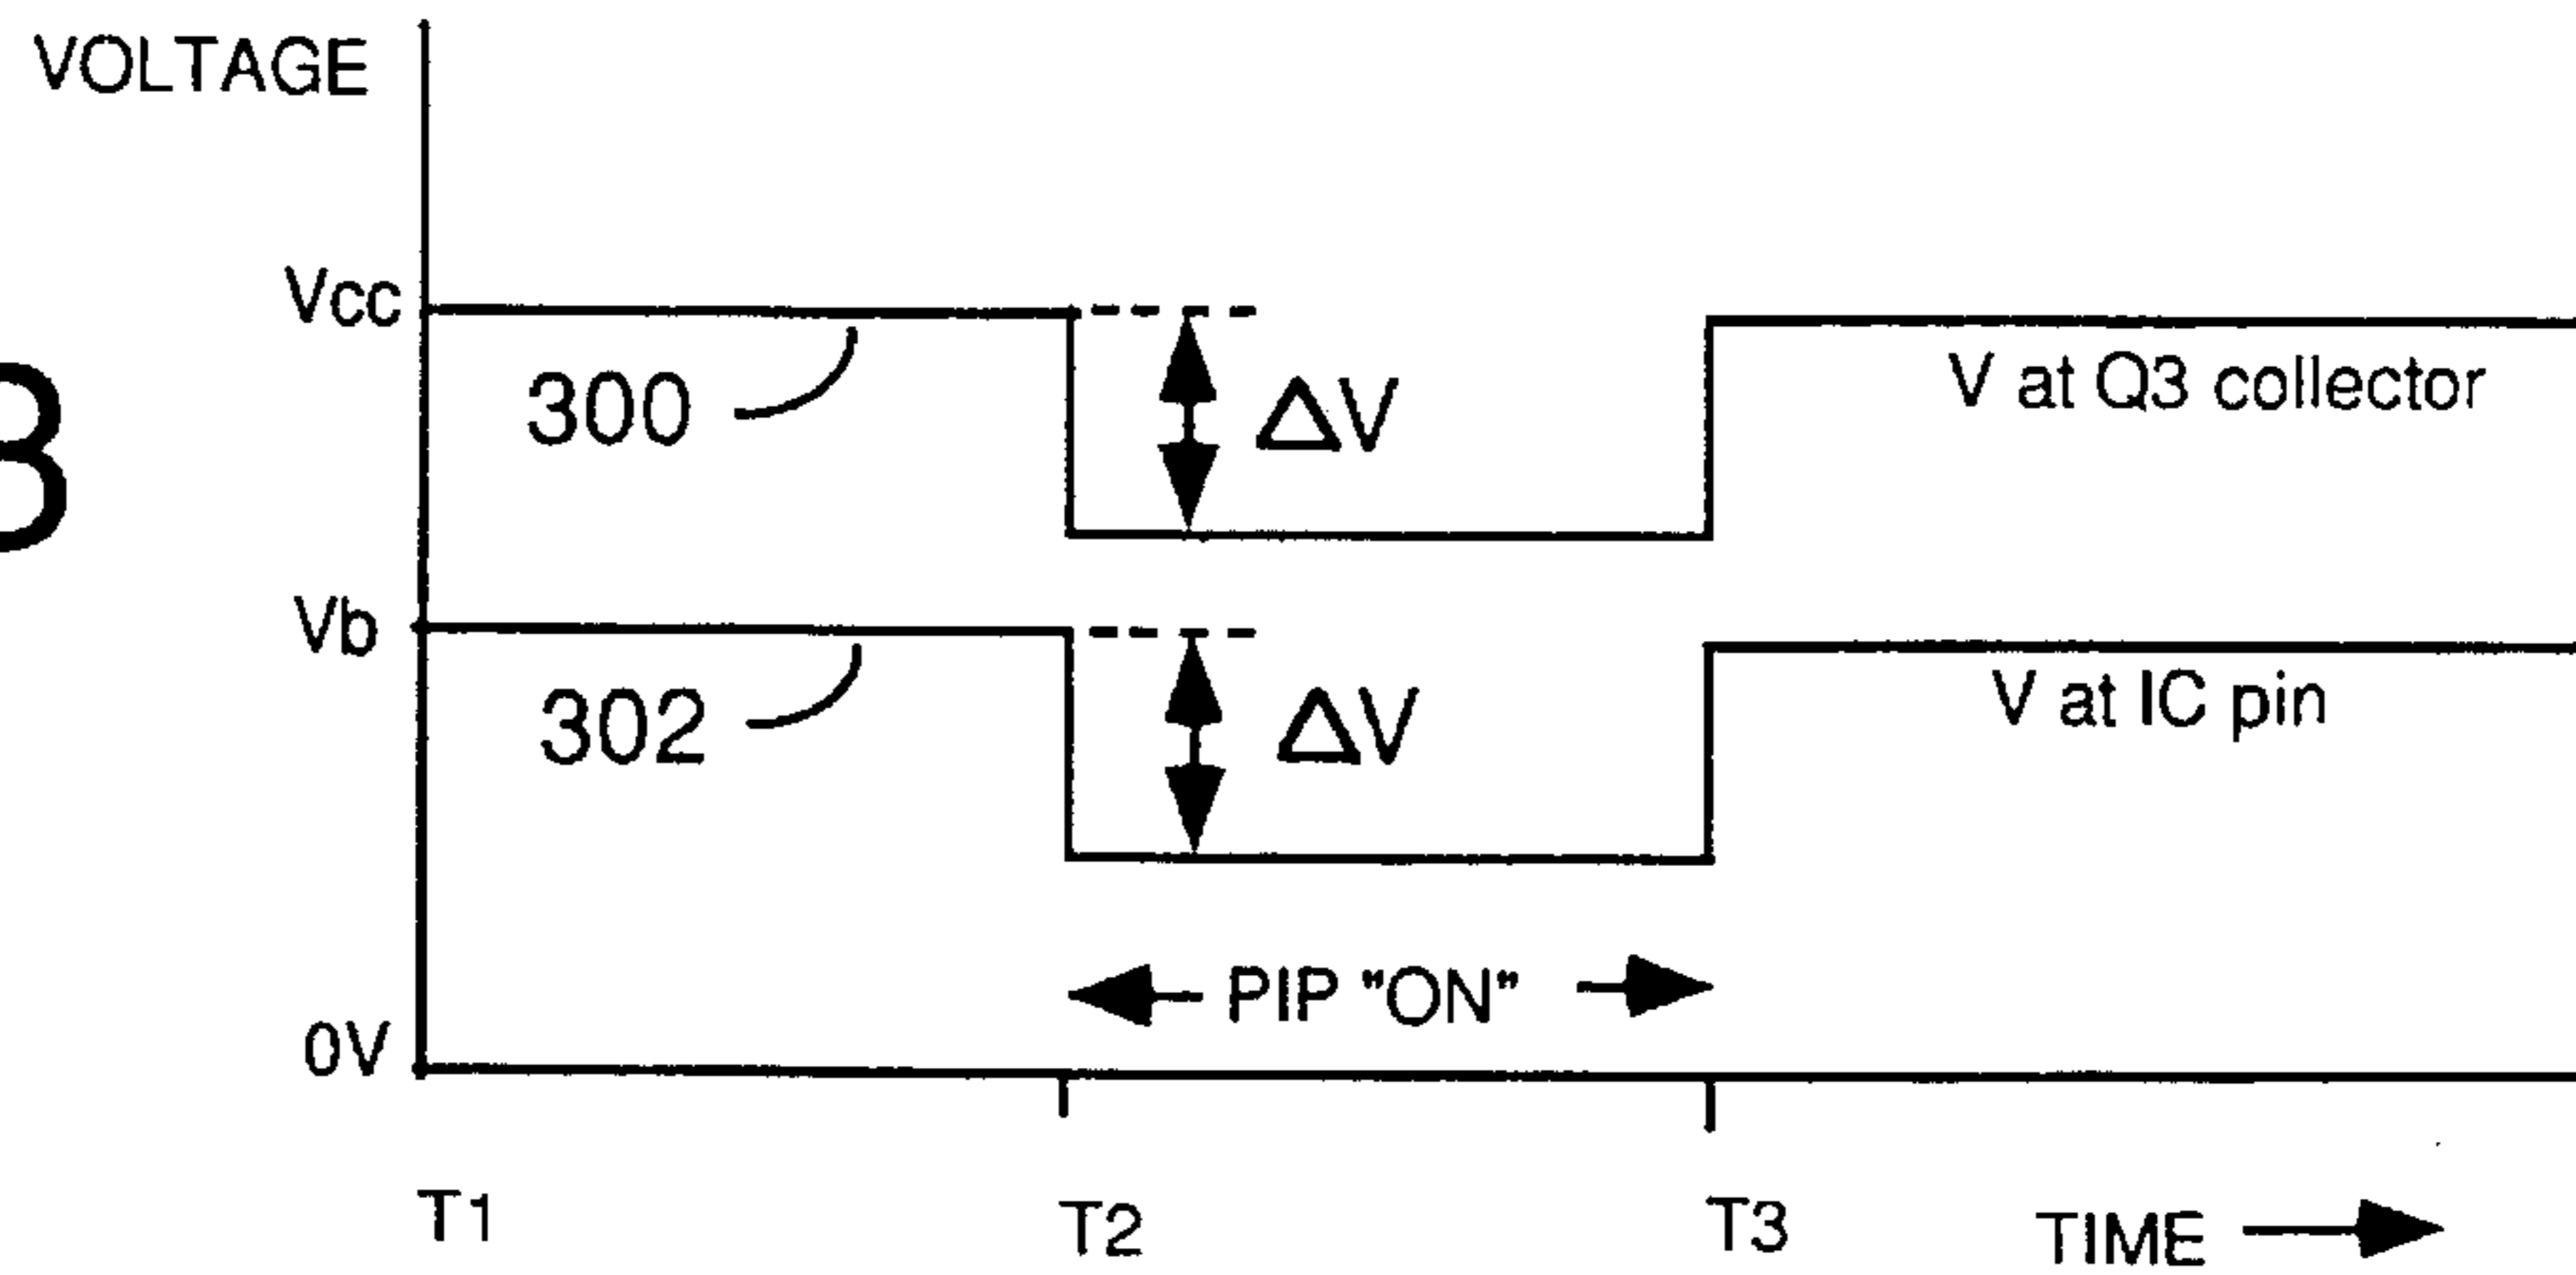 VOLTAGE
Vcc
300
ΔV
V at Q3 collector
3
Vb
302
ΔV
V at IC pin
PIP "ON"
0V
T1
T2
T3
TIME